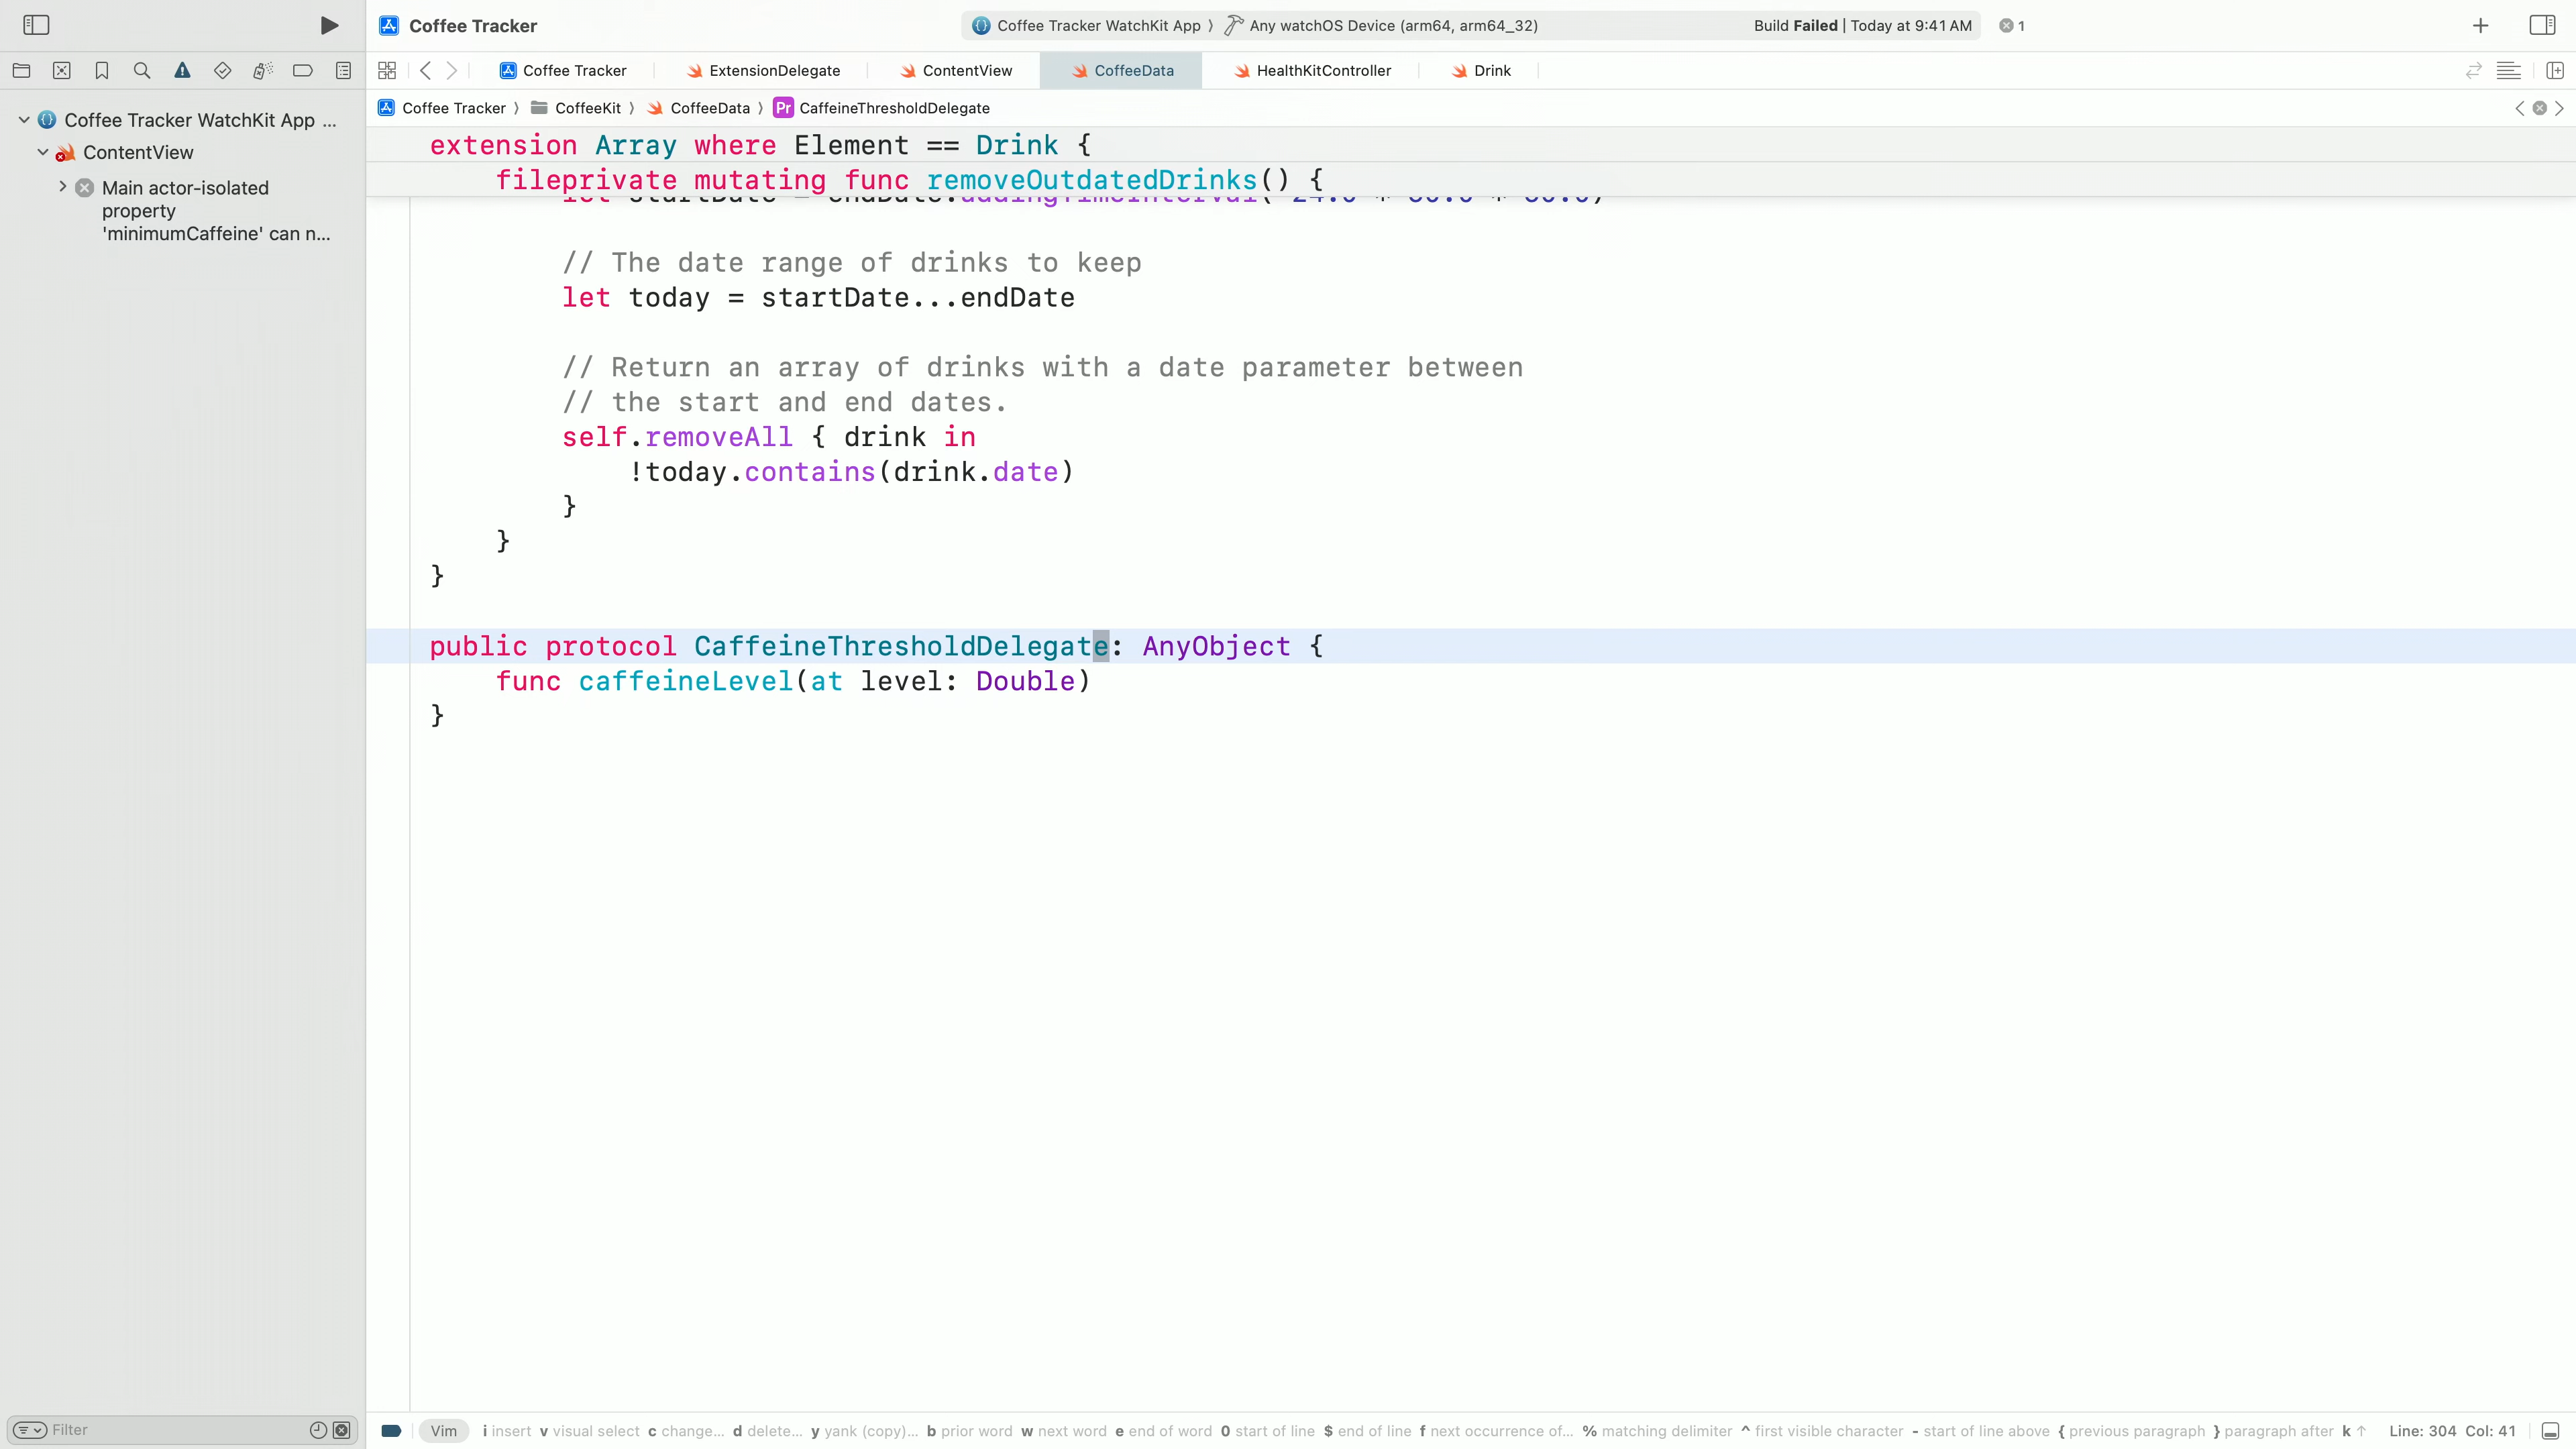 Coffee Tracker
Coffee Tracker WatchKit App 〉 Any watchOS Device (arm64, arm64_32)
Build Failed | Today at 9:41 AM
1
Coffee Tracker
ExtensionDelegate
ContentView
CoffeeData
HealthKitController
Drink
Coffee Tracker 〉 CoffeeKit 〉 CoffeeData 〉 Pr CaffeineThresholdDelegate
Coffee Tracker WatchKit App ...
ContentView
Main actor-isolated
property
'minimumCaffeine' can n...
extension Array where Element == Drink {
fileprivate mutating func removeOutdatedDrinks() {
// The date range of drinks to keep
let today = startDate...endDate
// Return an array of drinks with a date parameter between
// the start and end dates.
self.removeAll { drink in
!today.contains(drink.date)
}
}
}
public protocol CaffeineThresholdDelegate: AnyObject {
func caffeineLevel(at level: Double)
}
Filter
Vim
i insert v visual select c change... d delete... y yank (copy)... b prior word w next word e end of word 0 start of line $ end of line f next occurrence of... % matching delimiter ^ first visible character - start of line above { previous paragraph } paragraph after k ↑
Line: 304 Col: 41